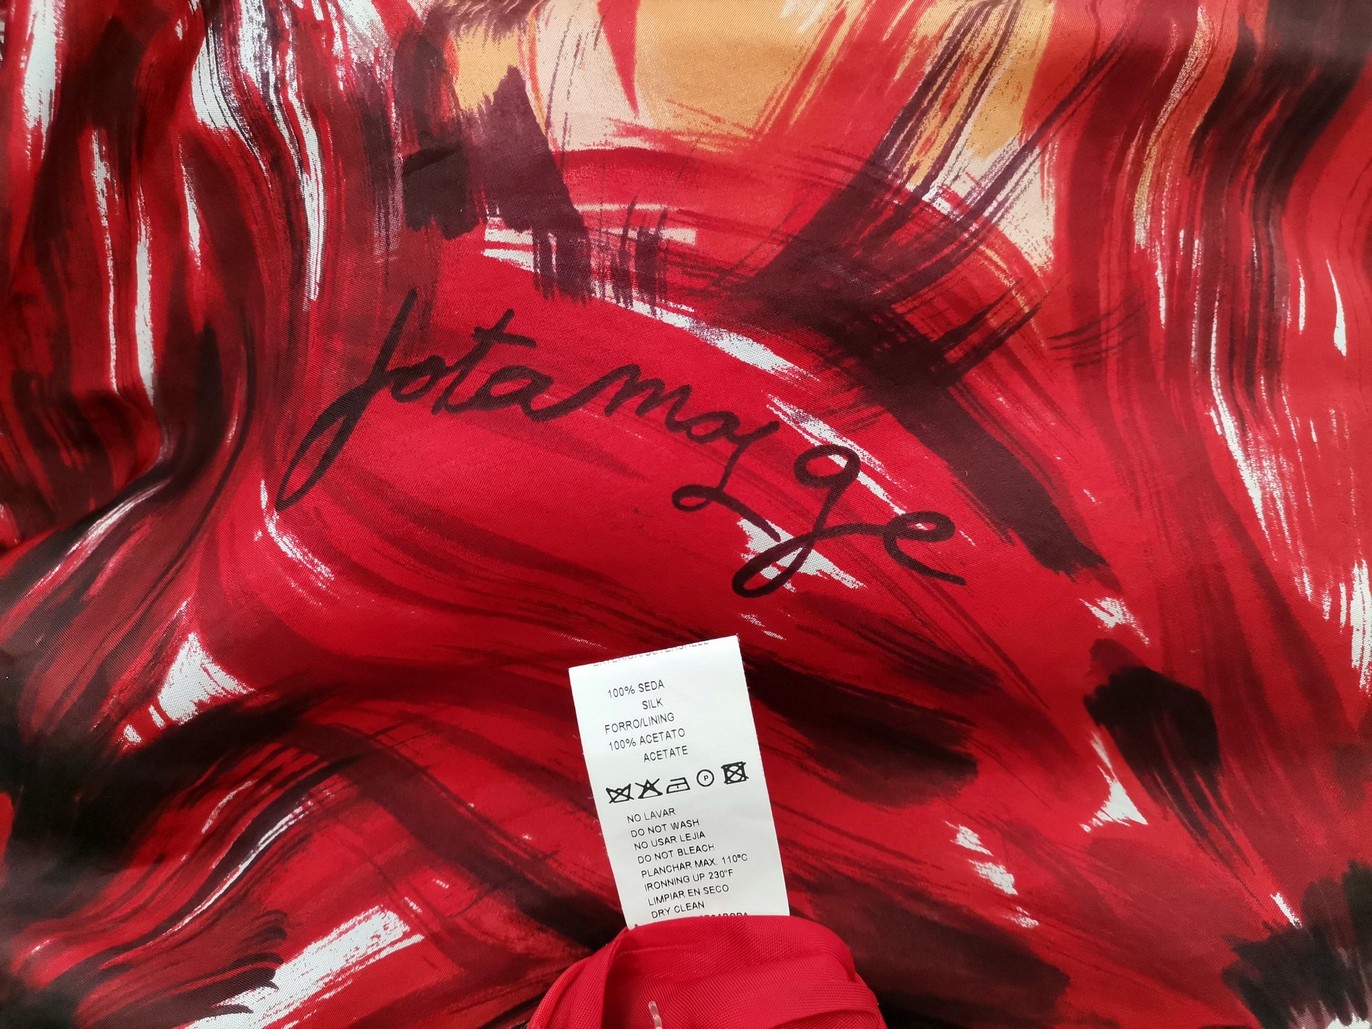 Jotamasge
100% SEDA
SILK
FORRO/LINING
100% ACETATO
ACETATE
P
NO LAVAR
DO NOT WASH
NO USAR LEJIA
DO NOT BLEACH
PLANCHAR MAX. 110ºC
IRONNING UP 230ºF
LIMPIAR EN SECO
DRY CLEAN